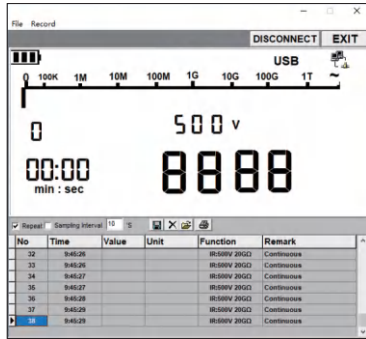 File Record
DISCONNECT EXIT
USB
0 100K 1M 10M 100M 1G 10G 100G 1T ~
0 500 V
00:00 8888
min : sec
Repeat Sampling Interval 10 'S
No Time Value Unit Function Remark
32 9:45:26 IR:500V 20GΩ Continuous
33 9:45:26 IR:500V 20GΩ Continuous
34 9:45:27 IR:500V 20GΩ Continuous
35 9:45:27 IR:500V 20GΩ Continuous
36 9:45:28 IR:500V 20GΩ Continuous
37 9:45:29 IR:500V 20GΩ Continuous
38 9:45:29 IR:500V 20GΩ Continuous